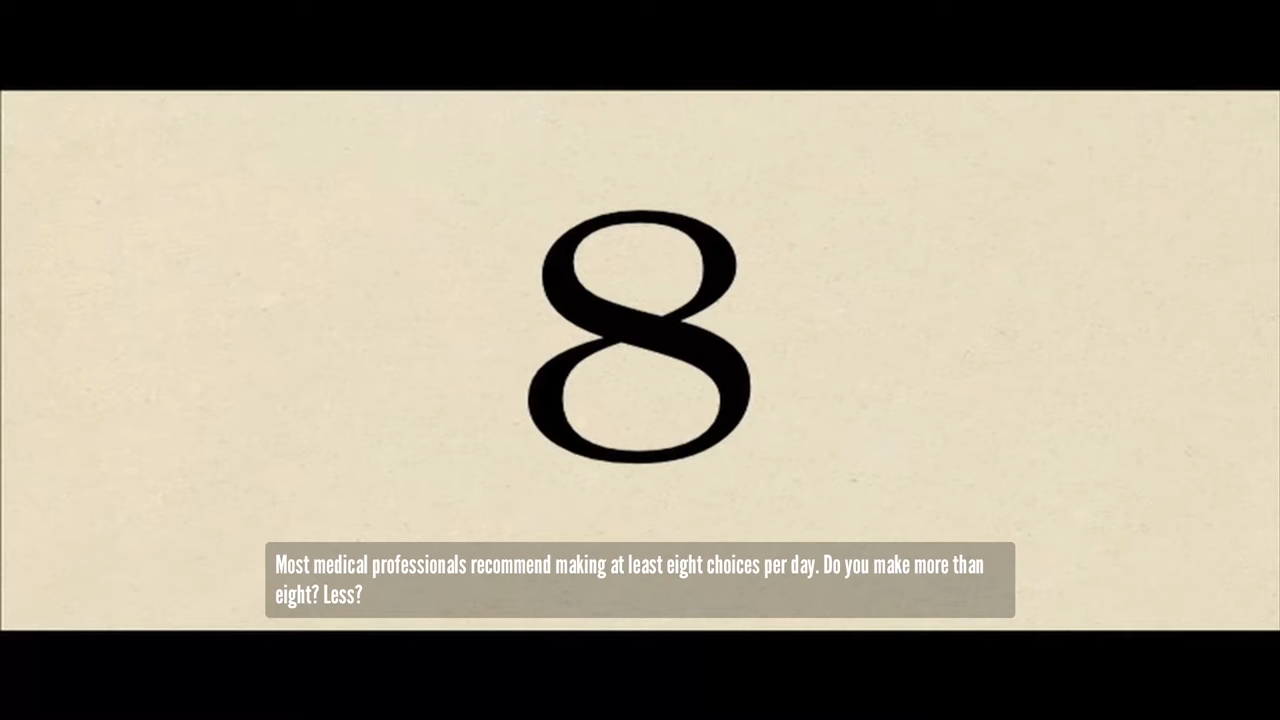 8
Most medical professionals recommend making at least eight choices per day. Do you make more than
eight? Less?